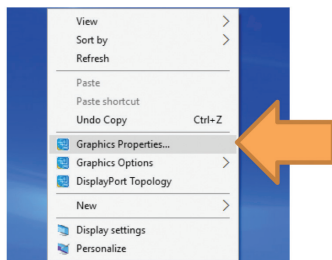 View
Sort by
Refresh
Paste
Paste shortcut
Undo Copy Ctrl+Z
Graphics Properties...
Graphics Options
DisplayPort Topology
New
Display settings
Personalize